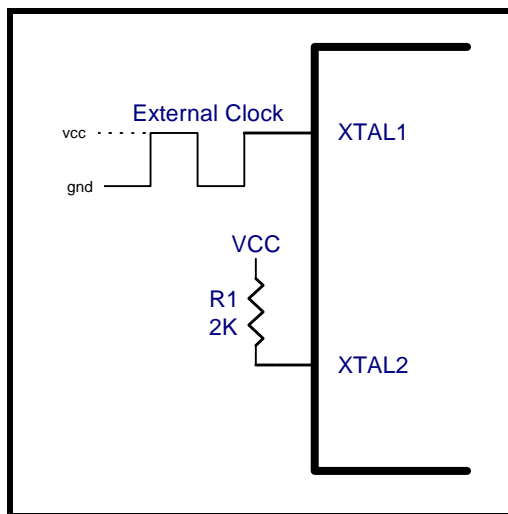 External Clock
vcc
XTAL1
gnd
VCC
R1
2K
XTAL2